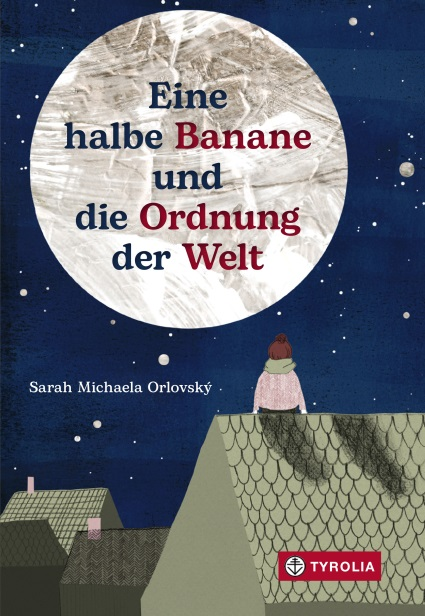 Eine
halbe Banane
und
die Ordnung
der Welt
Sarah Michaela Orlovský
TYROLIA